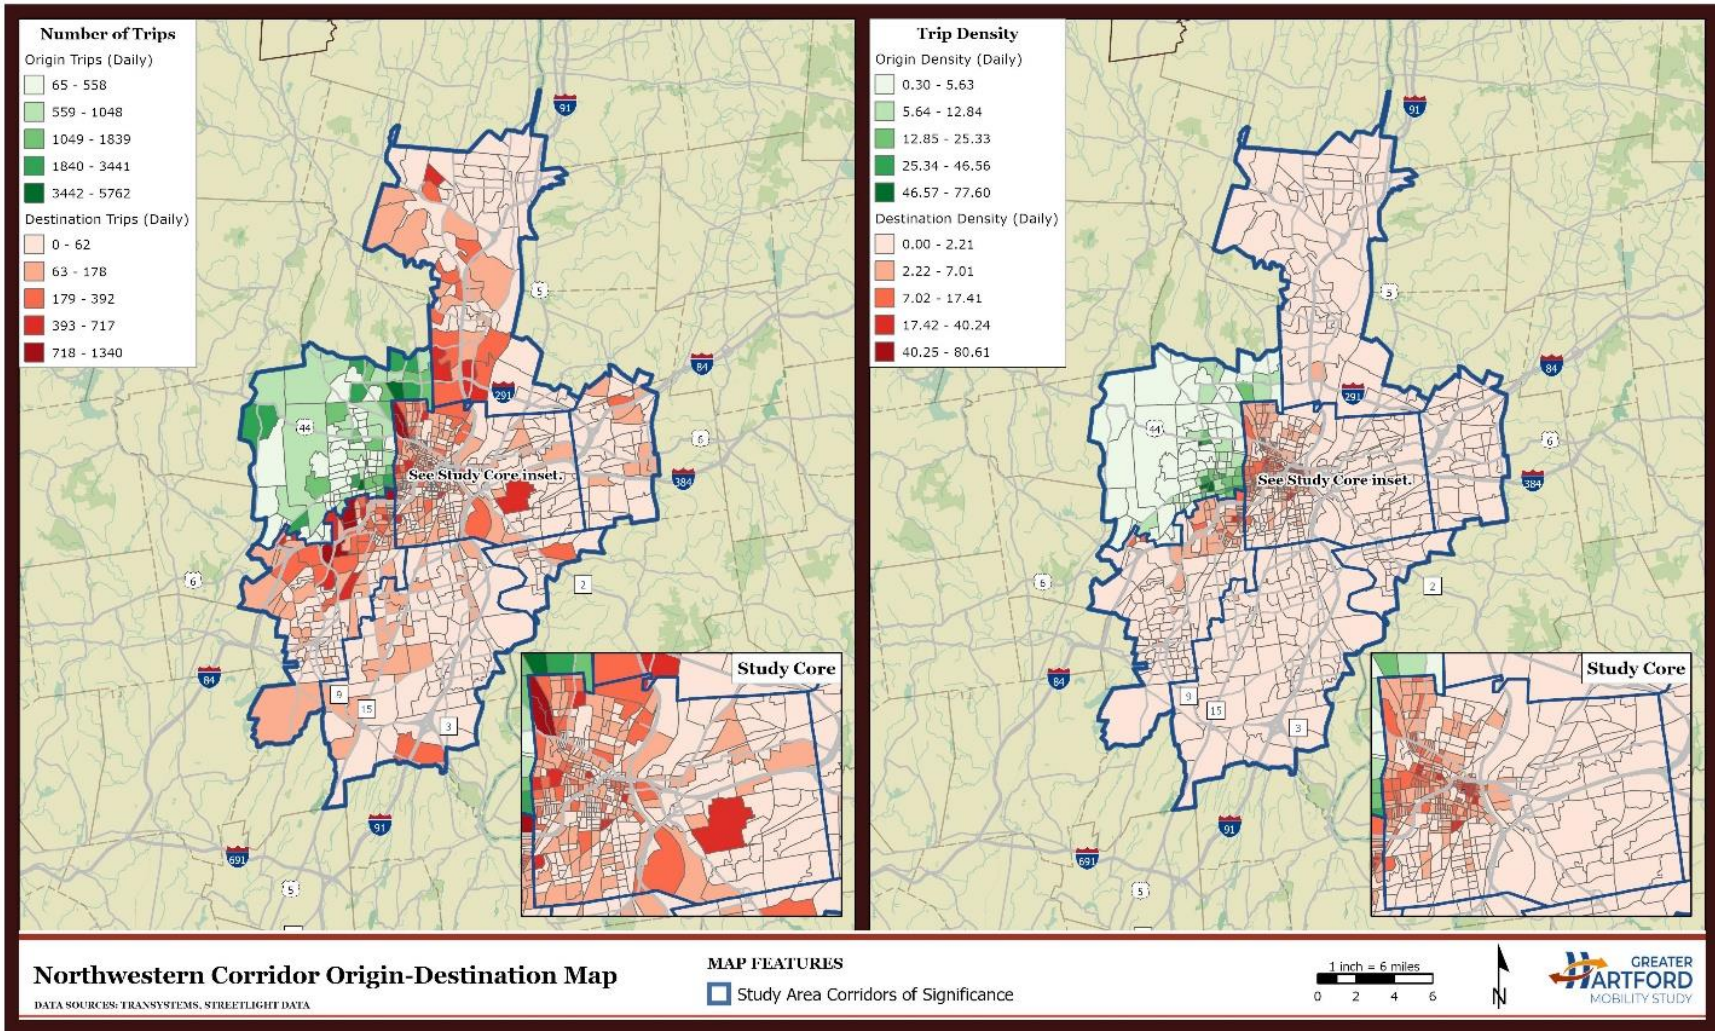 Number of Trips
Origin Trips (Daily)
65 - 558
559 - 1048
1049 - 1839
1840 - 3441
3442 - 5762
Destination Trips (Daily)
0 - 62
63 - 178
179 - 392
393 - 717
718 - 1340
91
5
84
291
44
6
See Study Core inset.
384
6
2
84
9
15
3
91
691
5
Study Core
Trip Density
Origin Density (Daily)
0.30 - 5.63
5.64 - 12.84
12.85 - 25.33
25.34 - 46.56
46.57 - 77.60
Destination Density (Daily)
0.00 - 2.21
2.22 - 7.01
7.02 - 17.41
17.42 - 40.24
40.25 - 80.61
91
5
84
291
44
6
See Study Core inset.
384
6
2
84
9
15
3
91
691
5
Study Core
Northwestern Corridor Origin-Destination Map
DATA SOURCES: TRANSYSTEMS, STREETLIGHT DATA
MAP FEATURES
Study Area Corridors of Significance
1 inch = 6 miles
0 2 4 6
N
GREATER
HARTFORD
MOBILITY STUDY